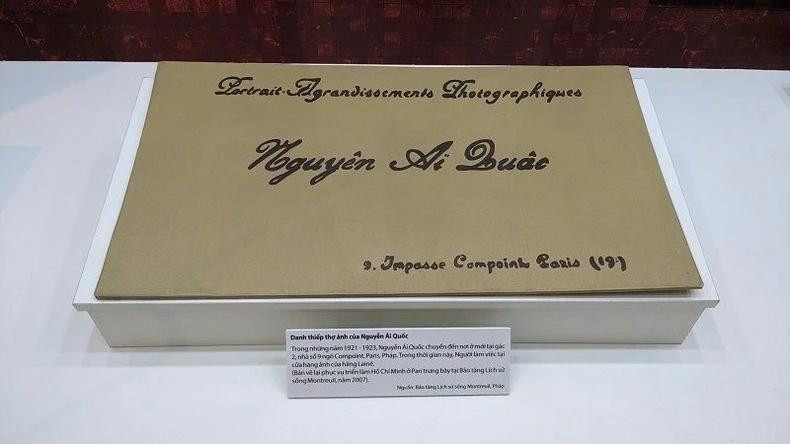 Portrait-Agrandissements Photographiques
Nguyên Aï Quâc
9. Impasse Compoint Paris (19:)
Danh thiếp thợ ảnh của Nguyễn Ái Quốc
Trong những năm 1921 - 1923, Nguyễn Ái Quốc chuyển đến nơi ở mới tại gác
2, nhà số 9 ngõ Compoint, Paris, Pháp. Trong thời gian này, Người làm việc tại
cửa hàng ảnh của hãng Lainé.
(Bản vẽ lại phục vụ triển lãm Hồ Chí Minh ở Pari trưng bày tại Bảo tàng Lịch sử
sống Montreuil, năm 2007).
Nguồn: Bảo tàng Lịch sử sống Montreuil, Pháp